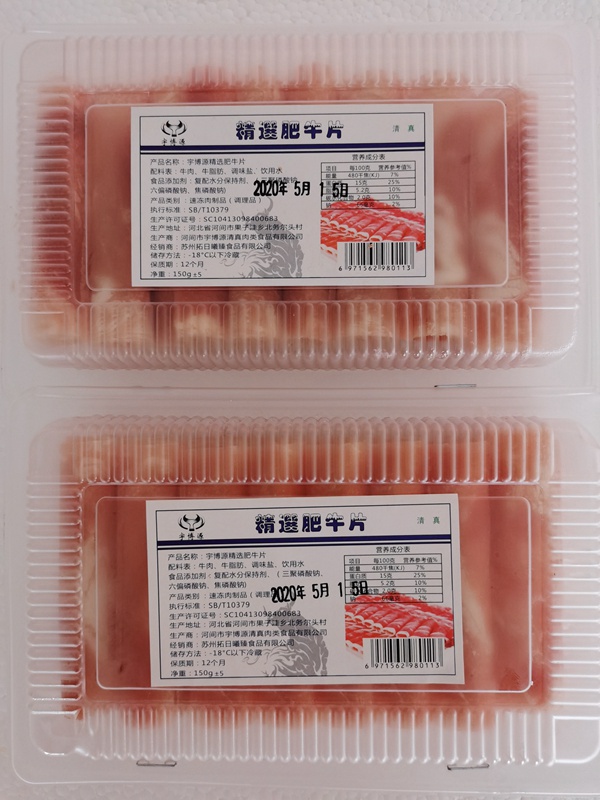 宇博源
精選肥牛片
清真
产品名称：宇博源精选肥牛片
配料表：牛肉、牛脂肪、调味盐、饮用水
食品添加剂：复配水分保持剂、（三聚磷酸钠、
六偏磷酸钠、焦磷酸钠）
产品类别：速冻肉制品（调理品）
执行标准：SB/T10379
生产许可证号：SC10413098400683
生产地址：河北省河间市果子洼乡北务尔头村
生产商：河间市宇博源清真肉类食品有限公司
经销商：苏州拓日曦臻食品有限公司
储存方法：-18°C以下冷藏
保质期：12个月
净重：150g±5
2020年 5月 15日
营养成分表
项目 每100克 营养参考值%
能量 480千焦(KJ) 7%
15克 25%
5.2克 10%
2.0克 10%
钠 2%
6 971562 980113
宇博源
精選肥牛片
清真
产品名称：宇博源精选肥牛片
配料表：牛肉、牛脂肪、调味盐、饮用水
食品添加剂：复配水分保持剂、（三聚磷酸钠、
六偏磷酸钠、焦磷酸钠）
产品类别：速冻肉制品（调理
执行标准：SB/T10379
生产许可证号：SC10413098400683
生产地址：河北省河间市果子洼乡北务尔头村
生产商：河间市宇博源清真肉类食品有限公司
经销商：苏州拓日曦臻食品有限公司
储存方法：-18°C以下冷藏
保质期：12个月
净重：150g±5
2020年 5月 15日
营养成分表
项目 每100克 营养参考值%
能量 480千焦(KJ) 7%
蛋白质 15克 25%
5.2克 10%
2.0克 10%
钠 2%
6 971562 980113